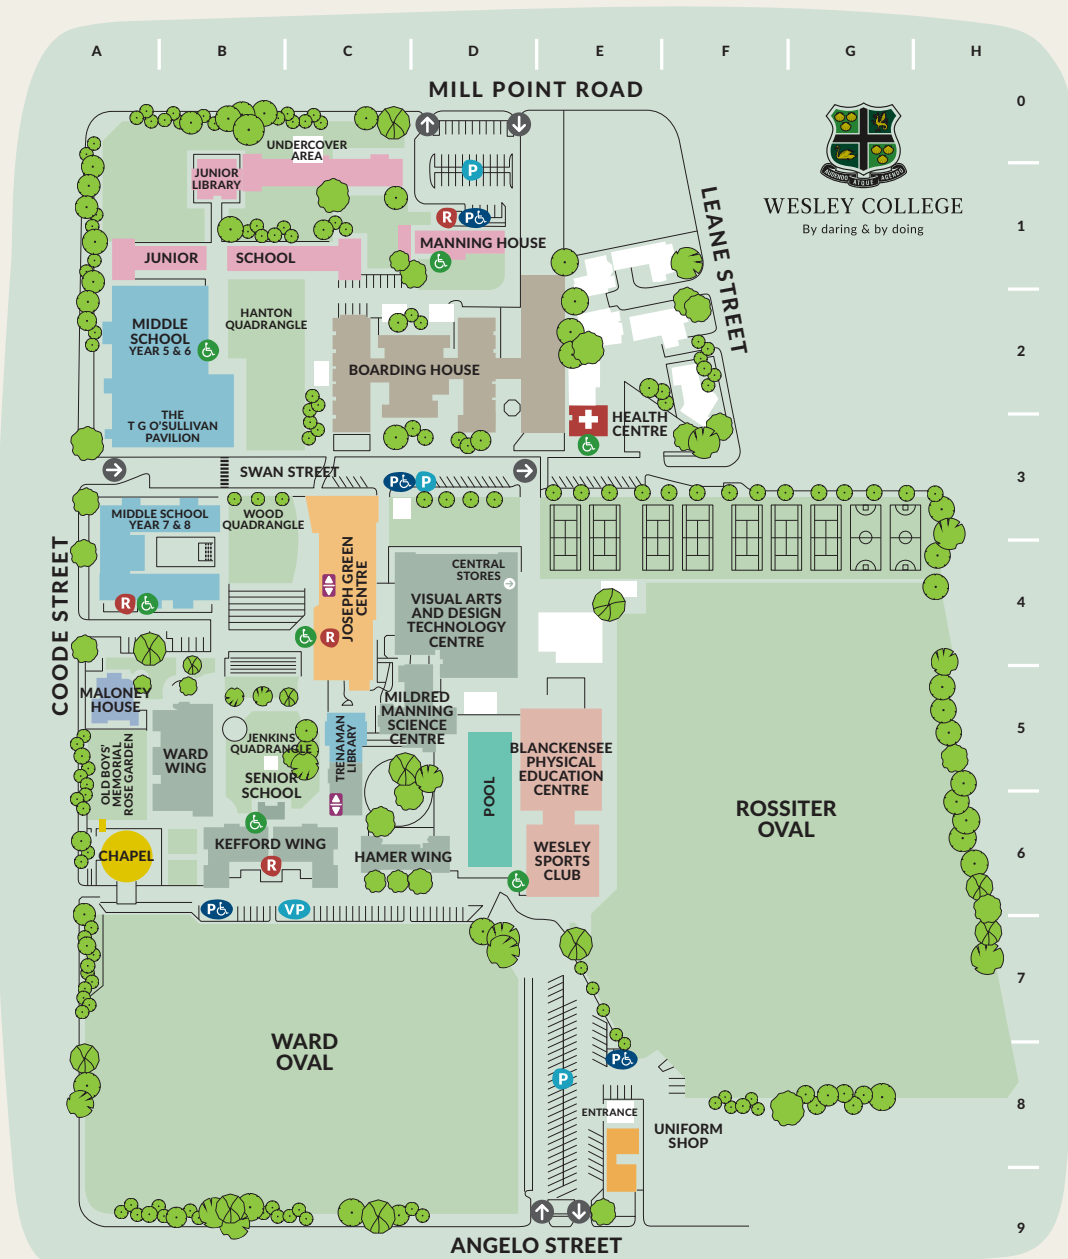 A B C D E F G H
MILL POINT ROAD
0
1
2
3
4
5
6
7
8
9
AUDENDO ATQUE AGENDO
WESLEY COLLEGE
By daring & by doing
LEANE STREET
UNDERCOVER
AREA
JUNIOR
LIBRARY
P
R
P
MANNING HOUSE
JUNIOR SCHOOL
MIDDLE
SCHOOL
YEAR 5 & 6
HANTON
QUADRANGLE
BOARDING HOUSE
THE
T G O'SULLIVAN
PAVILION
HEALTH
CENTRE
SWAN STREET
P
P
MIDDLE SCHOOL
YEAR 7 & 8
WOOD
QUADRANGLE
JOSEPH GREEN
CENTRE
CENTRAL
STORES
VISUAL ARTS
AND DESIGN
TECHNOLOGY
CENTRE
R
R
COODE STREET
MALONEY
HOUSE
OLD BOYS'
MEMORIAL
ROSE GARDEN
WARD
WING
JENKINS
QUADRANGLE
SENIOR
SCHOOL
TRENAMAN
LIBRARY
MILDRED
MANNING
SCIENCE
CENTRE
POOL
BLANCKENSEE
PHYSICAL
EDUCATION
CENTRE
WESLEY
SPORTS
CLUB
ROSSITER
OVAL
CHAPEL
KEFFORD WING
R
HAMER WING
P
VP
WARD
OVAL
P
P
ENTRANCE
UNIFORM
SHOP
ANGELO STREET